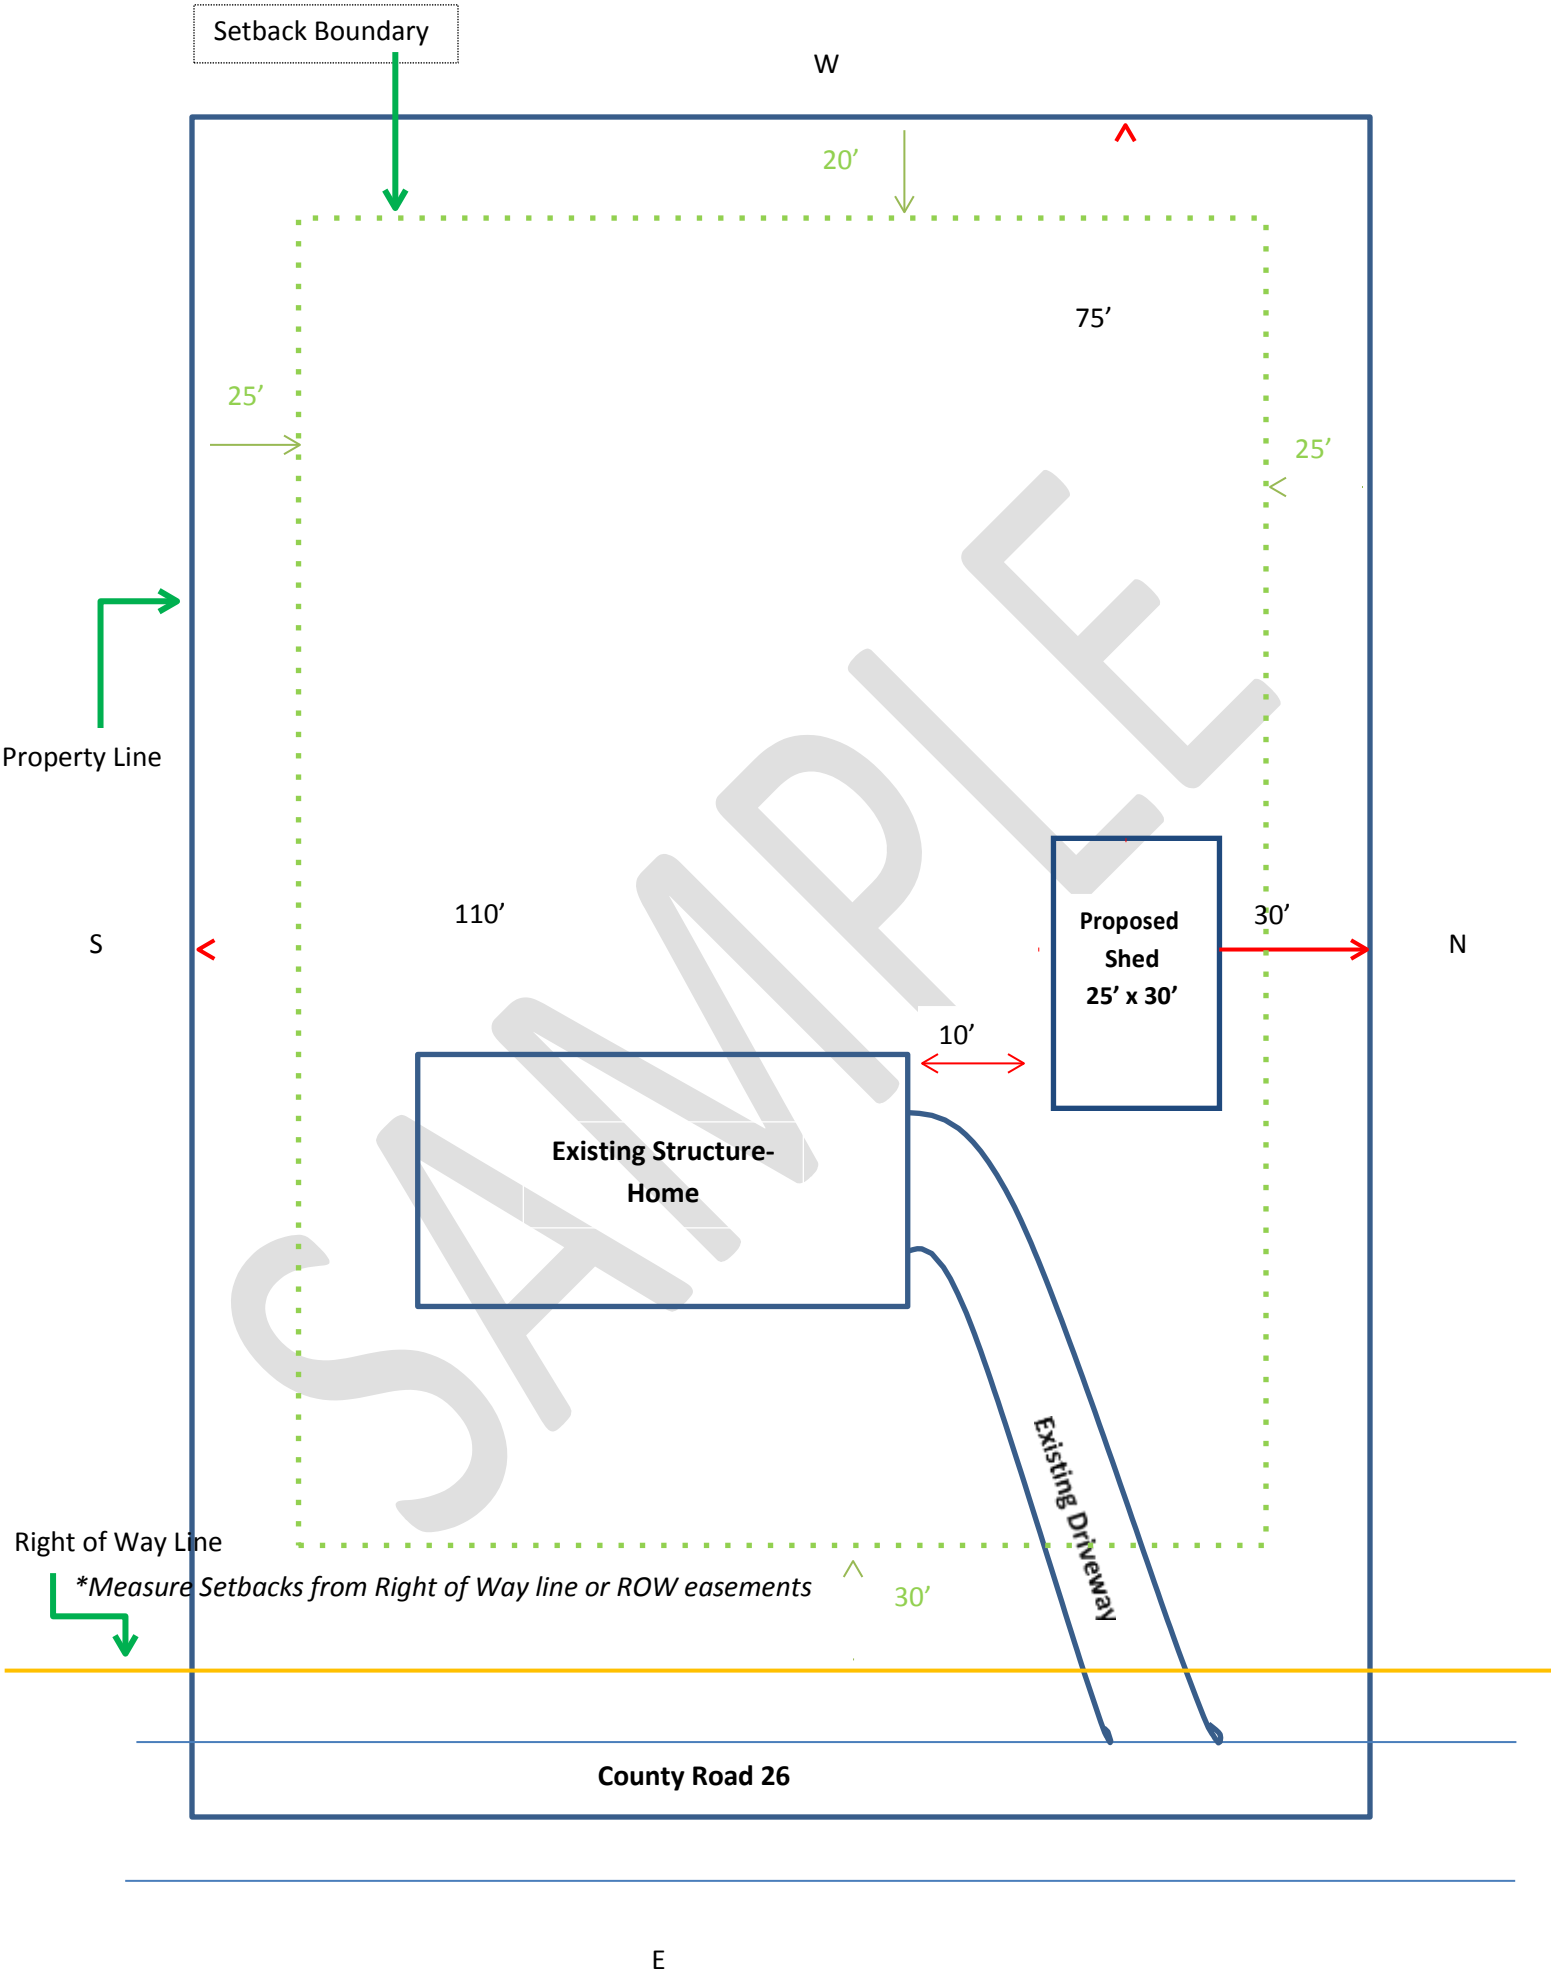 Setback Boundary
W
20’
75’
25’
25’
Property Line
110’
S
Proposed
Shed
25’ x 30’
30’
N
10’
Existing Structure-
Home
SAMPLE
Existing Driveway
Right of Way Line
*Measure Setbacks from Right of Way line or ROW easements
30’
County Road 26
E